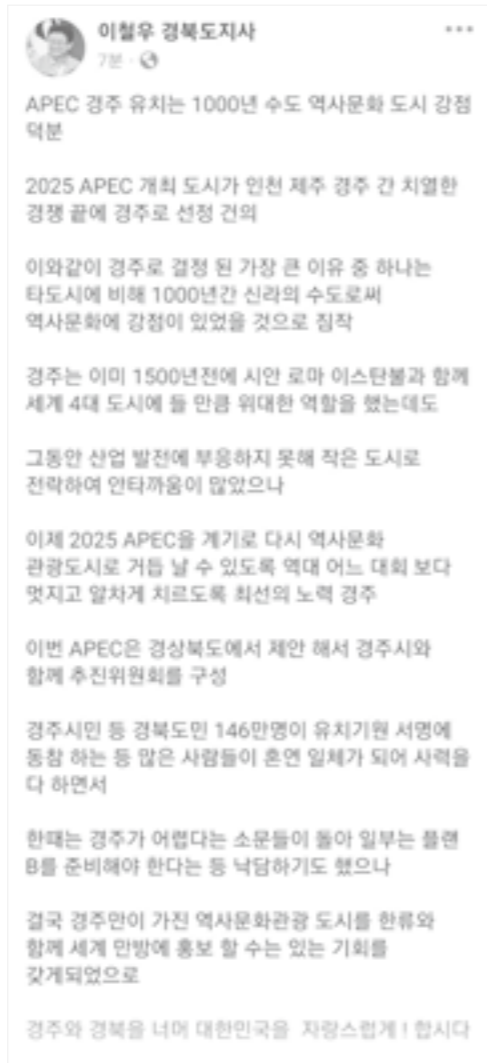 이철우 경북도지사
7분
APEC 경주 유치는 1000년 수도 역사문화 도시 강점
덕분
2025 APEC 개최 도시가 인천 제주 경주 간 치열한
경쟁 끝에 경주로 선정 건의
이와같이 경주로 결정 된 가장 큰 이유 중 하나는
타도시에 비해 1000년간 신라의 수도로써
역사문화에 강점이 있었을 것으로 짐작
경주는 이미 1500년전에 시안 로마 이스탄불과 함께
세계 4대 도시에 들 만큼 위대한 역할을 했는데도
그동안 산업 발전에 부응하지 못해 작은 도시로
전락하여 안타까움이 많았으나
이제 2025 APEC을 계기로 다시 역사문화
관광도시로 거듭 날 수 있도록 역대 어느 대회 보다
멋지고 알차게 치르도록 최선의 노력 경주
이번 APEC은 경상북도에서 제안 해서 경주시와
함께 추진위원회를 구성
경주시민 등 경북도민 146만명이 유치기원 서명에
동참 하는 등 많은 사람들이 혼연 일체가 되어 사력을
다 하면서
한때는 경주가 어렵다는 소문들이 돌아 일부는 플랜
B를 준비해야 한다는 등 낙담하기도 했으나
결국 경주만이 가진 역사문화관광 도시를 한류와
함께 세계 만방에 홍보 할 수는 있는 기회를
갖게되었으로
경주와 경북을 너머 대한민국을 자랑스럽게 ! 합시다